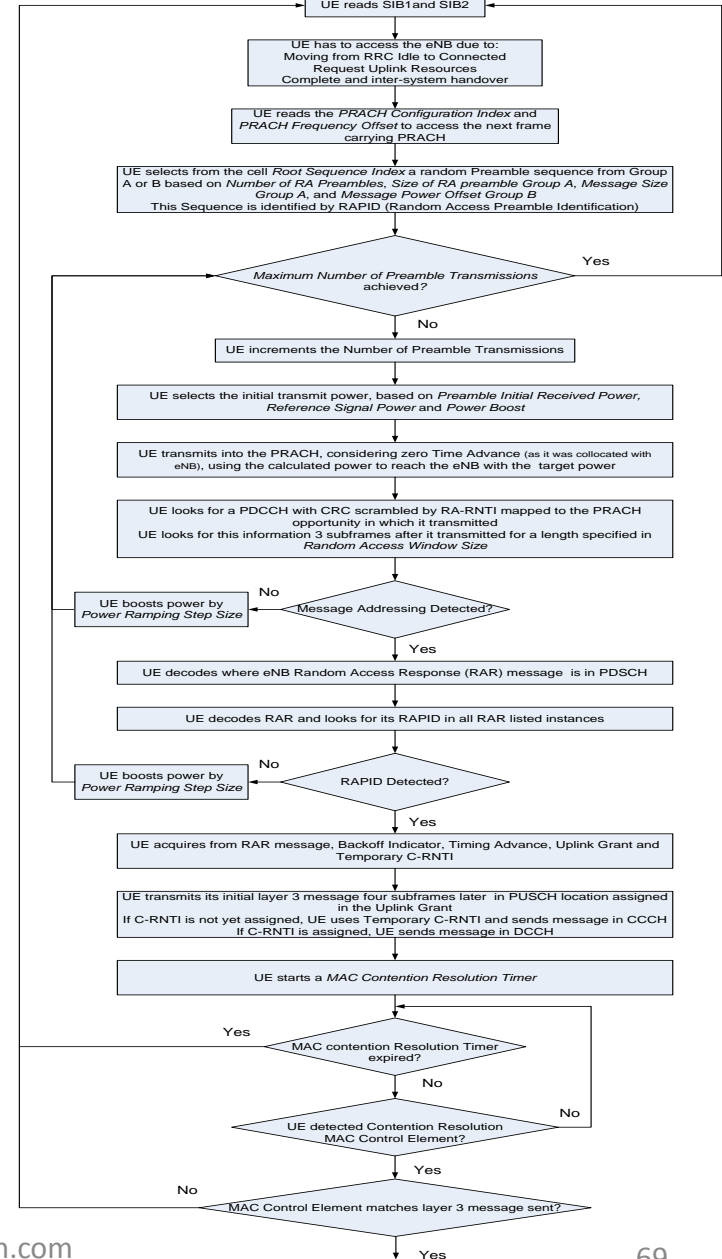 UE reads SIB1and SIB2
UE has to access the eNB due to:
Moving from RRC Idle to Connected
Request Uplink Resources
Complete and inter-system handover
UE reads the PRACH Configuration Index and
PRACH Frequency Offset to access the next frame
carrying PRACH
UE selects from the cell Root Sequence Index a random Preamble sequence from Group
A or B based on Number of RA Preambles, Size of RA preamble Group A, Message Size
Group A, and Message Power Offset Group B
This Sequence is identified by RAPID (Random Access Preamble Identification)
Maximum Number of Preamble Transmissions
achieved?
Yes
No
UE increments the Number of Preamble Transmissions
UE selects the initial transmit power, based on Preamble Initial Received Power,
Reference Signal Power and Power Boost
UE transmits into the PRACH, considering zero Time Advance (as it was collocated with
eNB), using the calculated power to reach the eNB with the target power
UE looks for a PDCCH with CRC scrambled by RA-RNTI mapped to the PRACH
opportunity in which it transmitted
UE looks for this information 3 subframes after it transmitted for a length specified in
Random Access Window Size
No
UE boosts power by
Power Ramping Step Size
Message Addressing Detected?
Yes
UE decodes where eNB Random Access Response (RAR) message is in PDSCH
UE decodes RAR and looks for its RAPID in all RAR listed instances
No
UE boosts power by
Power Ramping Step Size
RAPID Detected?
Yes
UE acquires from RAR message, Backoff Indicator, Timing Advance, Uplink Grant and
Temporary C-RNTI
UE transmits its initial layer 3 message four subframes later in PUSCH location assigned
in the Uplink Grant
If C-RNTI is not yet assigned, UE uses Temporary C-RNTI and sends message in CCCH
If C-RNTI is assigned, UE sends message in DCCH
UE starts a MAC Contention Resolution Timer
Yes
MAC contention Resolution Timer
expired?
No
UE detected Contention Resolution
MAC Control Element?
No
Yes
No
MAC Control Element matches layer 3 message sent?
Yes
n.com
69